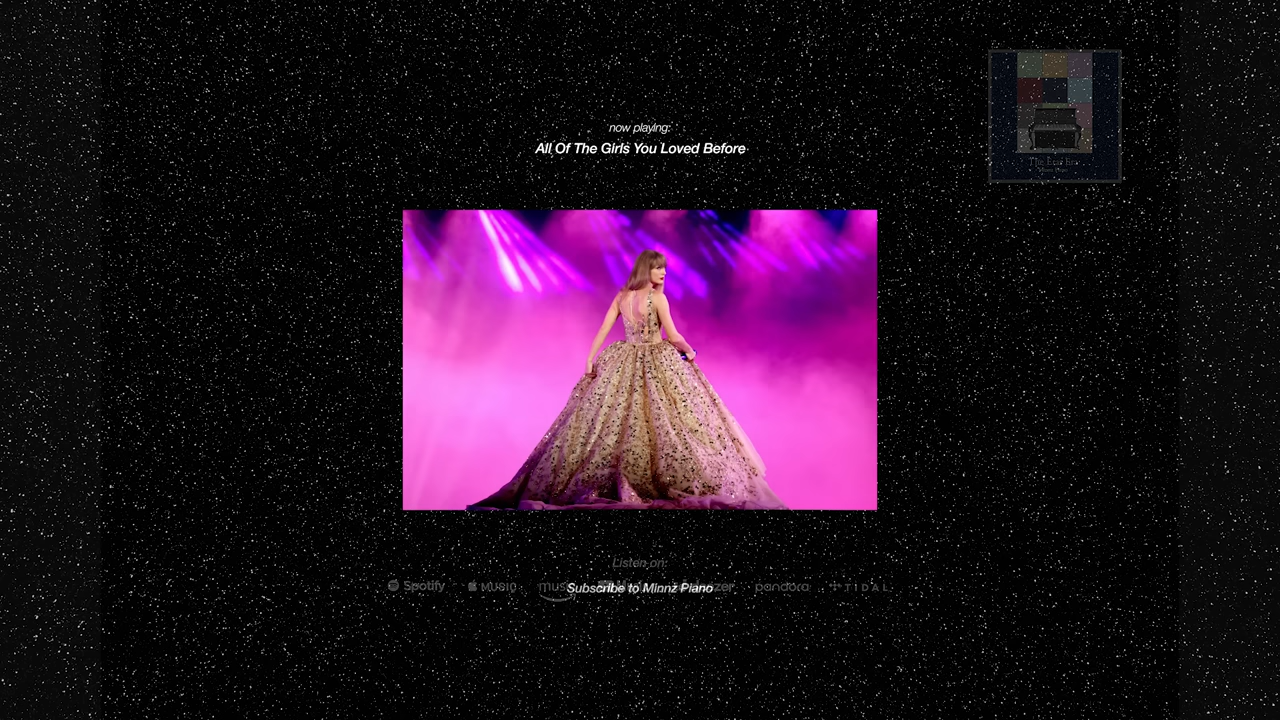 now playing:
All Of The Girls You Loved Before
Listen on:
Spotify
MUSIC
Subscribe to Minnz Piano
pandora
TIDAL